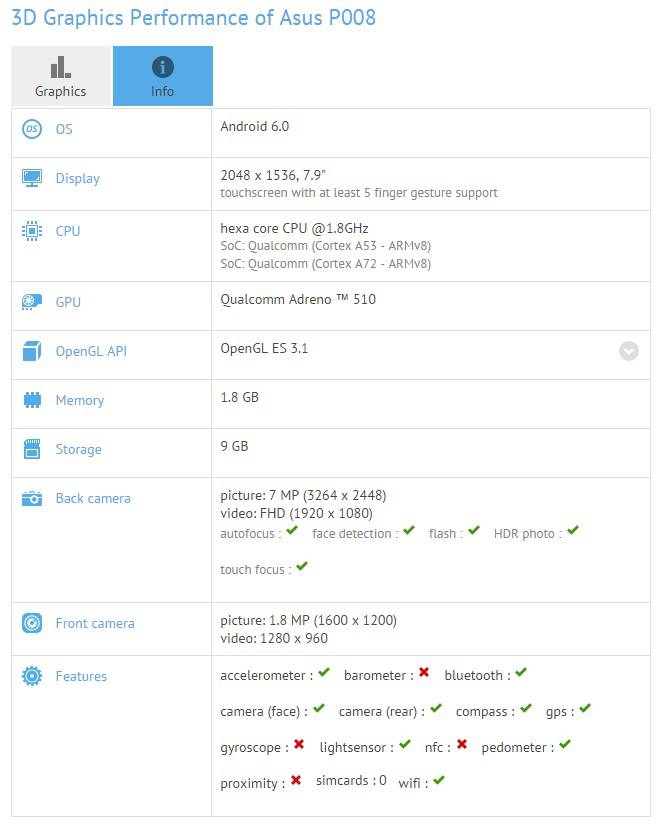 3D Graphics Performance of Asus P008
Graphics
Info
OS
OS
Android 6.0
Display
2048 x 1536, 7.9"
touchscreen with at least 5 finger gesture support
CPU
hexa core CPU @1.8GHz
SoC: Qualcomm (Cortex A53 - ARMv8)
SoC: Qualcomm (Cortex A72 - ARMv8)
GPU
Qualcomm Adreno ™ 510
OpenGL API
OpenGL ES 3.1
Memory
1.8 GB
Storage
9 GB
Back camera
picture: 7 MP (3264 x 2448)
video: FHD (1920 x 1080)
autofocus : ✔ face detection : ✔ flash : ✔ HDR photo : ✔
touch focus : ✔
Front camera
picture: 1.8 MP (1600 x 1200)
video: 1280 x 960
Features
accelerometer : ✔ barometer : ✖ bluetooth : ✔
camera (face) : ✔ camera (rear) : ✔ compass : ✔ gps : ✔
gyroscope : ✖ lightsensor : ✔ nfc : ✖ pedometer : ✔
proximity : ✖ simcards : 0 wifi : ✔